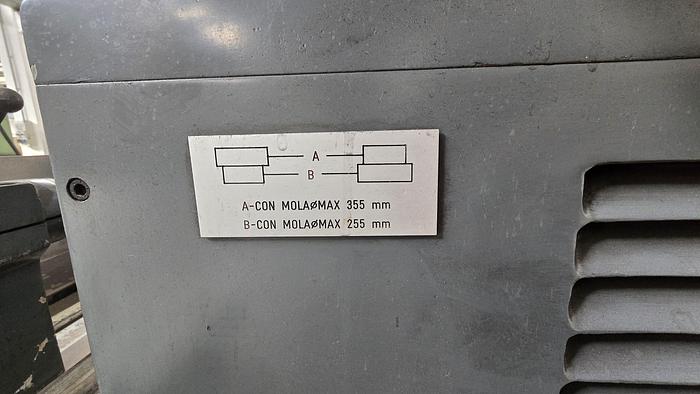 A
B
A-CON MOLAøMAX 355 mm
B-CON MOLAøMAX 255 mm